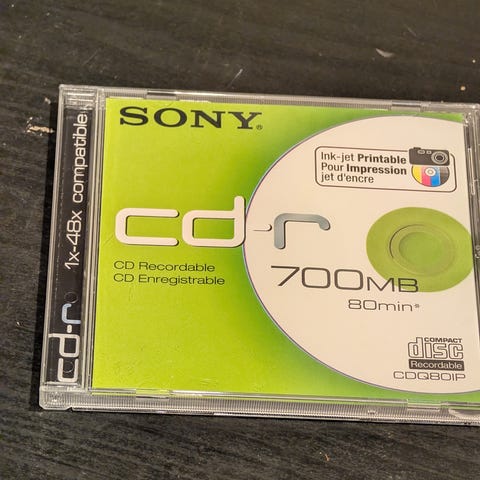 SONY®
Ink-jet Printable
Pour Impression
jet d'encre
cd-r
CD Recordable
CD Enregistrable
700MB
80min*
COMPACT
disc
Recordable
CDQ80IP
cd-r 1x-48x compatible